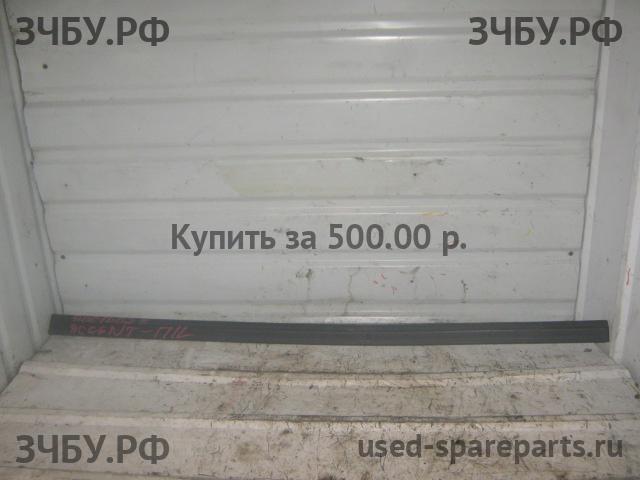 ЗЧБУ.РФ ЗЧБУ.РФ
Купить за 500.00 р.
ЗЧБУ.РФ used-spareparts.ru